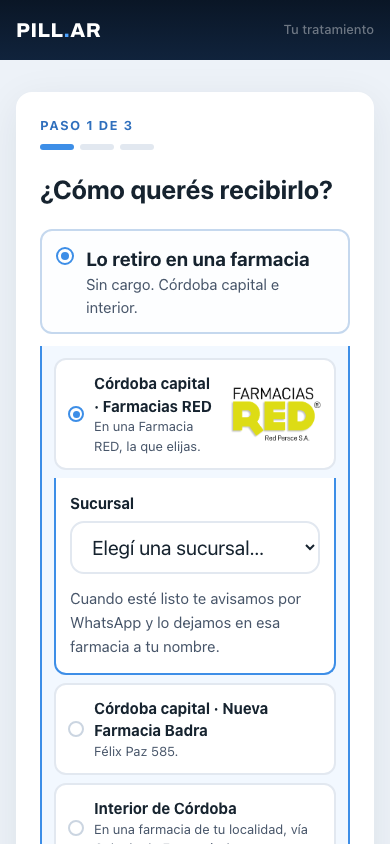 PILL.AR
Tu tratamiento
PASO 1 DE 3
¿Cómo querés recibirlo?
Lo retiro en una farmacia
Sin cargo. Córdoba capital e
interior.
Córdoba capital
· Farmacias RED
En una Farmacia
RED, la que elijas.
FARMACIAS
RED®
Red Perace S.A.
Sucursal
Elegí una sucursal...
Cuando esté listo te avisamos por
WhatsApp y lo dejamos en esa
farmacia a tu nombre.
Córdoba capital · Nueva
Farmacia Badra
Félix Paz 585.
Interior de Córdoba
En una farmacia de tu localidad, vía